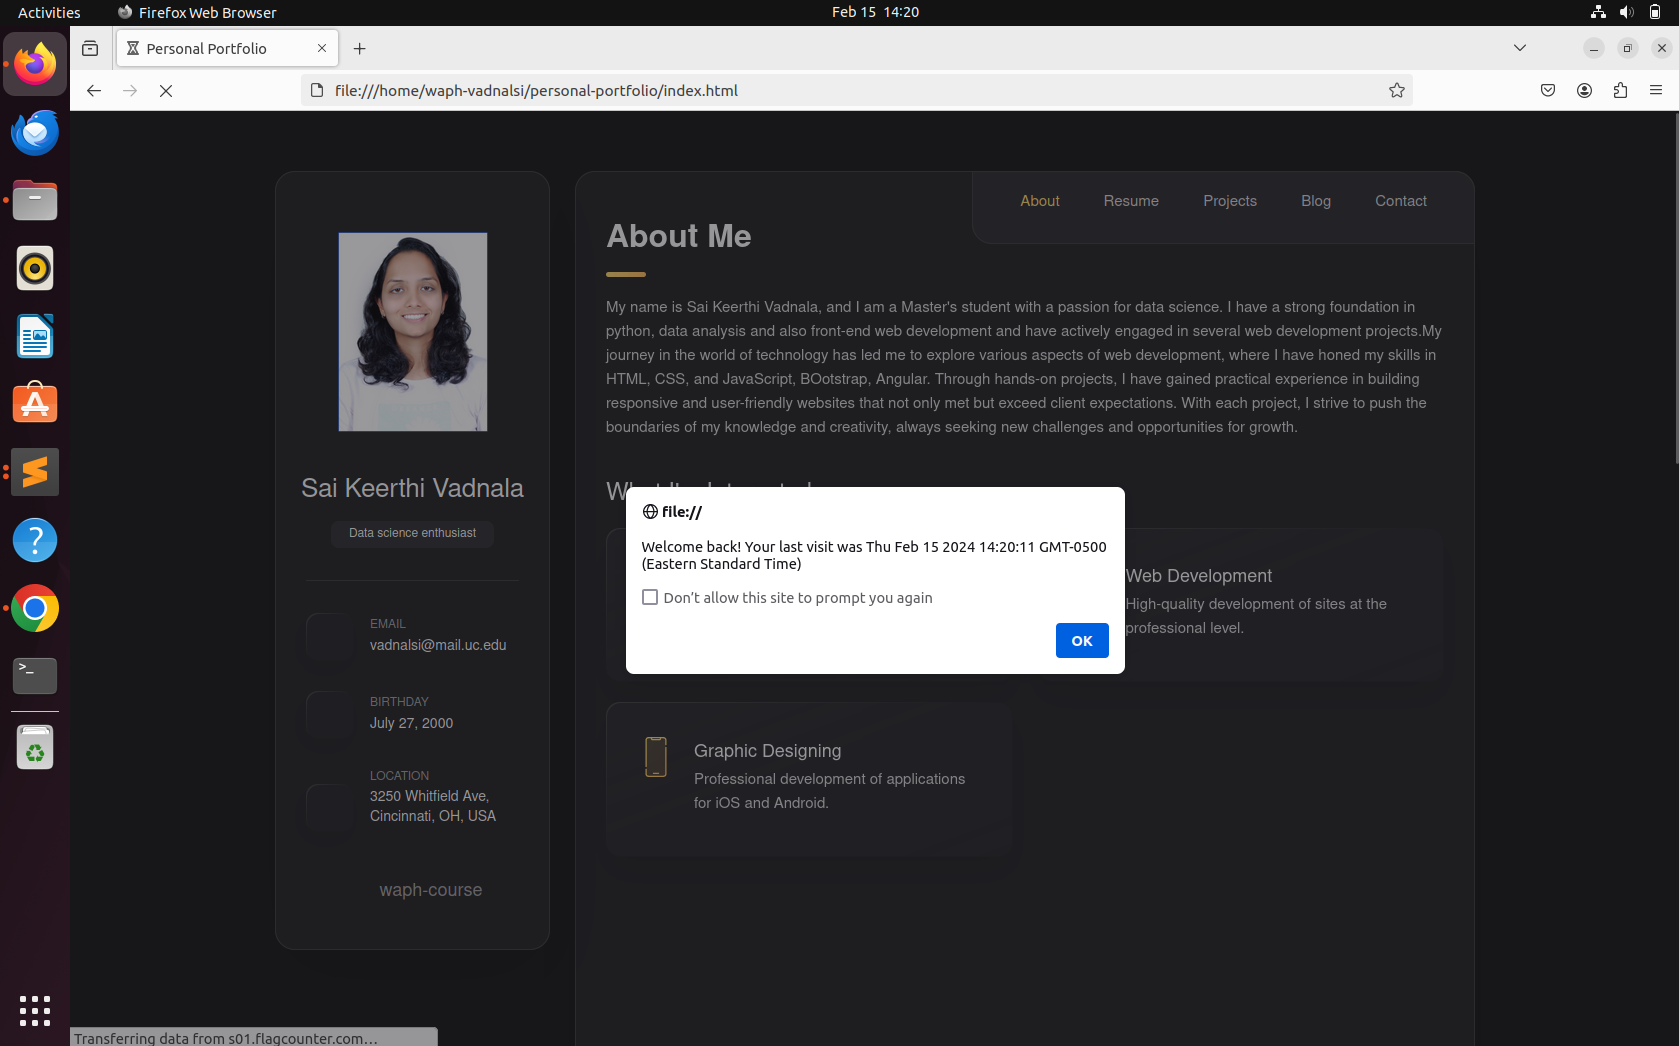 Activities
Firefox Web Browser
Feb 15 14:20
Personal Portfolio
file:///home/waph-vadnalsi/personal-portfolio/index.html
About
Resume
Projects
Blog
Contact
About Me
My name is Sai Keerthi Vadnala, and I am a Master's student with a passion for data science. I have a strong foundation in
python, data analysis and also front-end web development and have actively engaged in several web development projects.My
journey in the world of technology has led me to explore various aspects of web development, where I have honed my skills in
HTML, CSS, and JavaScript, BOotstrap, Angular. Through hands-on projects, I have gained practical experience in building
responsive and user-friendly websites that not only met but exceed client expectations. With each project, I strive to push the
boundaries of my knowledge and creativity, always seeking new challenges and opportunities for growth.
Sai Keerthi Vadnala
Data science enthusiast
EMAIL
vadnalsi@mail.uc.edu
BIRTHDAY
July 27, 2000
LOCATION
3250 Whitfield Ave,
Cincinnati, OH, USA
waph-course
file://
Welcome back! Your last visit was Thu Feb 15 2024 14:20:11 GMT-0500
(Eastern Standard Time)
Don't allow this site to prompt you again
OK
Web Development
High-quality development of sites at the
professional level.
Graphic Designing
Professional development of applications
for iOS and Android.
Transferring data from s01.flagcounter.com…